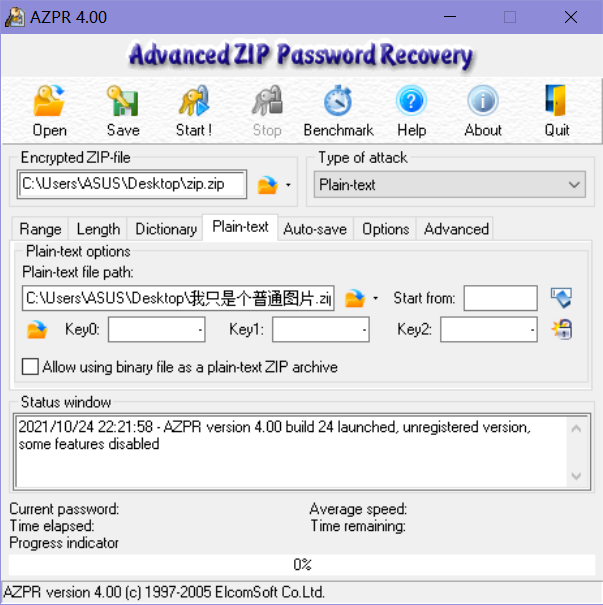 AZPR 4.00
Advanced ZIP Password Recovery
Open Save Start! Stop Benchmark Help About Quit
Encrypted ZIP-file Type of attack
C:\Users\ASUS\Desktop\zip.zip Plain-text
Range Length Dictionary Plain-text Auto-save Options Advanced
Plain-text options
Plain-text file path:
C:\Users\ASUS\Desktop\我只是个普通图片.zip Start from:
Key0: - Key1: - Key2: -
Allow using binary file as a plain-text ZIP archive
Status window
2021/10/24 22:21:58 - AZPR version 4.00 build 24 launched, unregistered version,
some features disabled
Current password: Average speed:
Time elapsed: Time remaining:
Progress indicator
0%
AZPR version 4.00 (c) 1997-2005 ElcomSoft Co.Ltd.